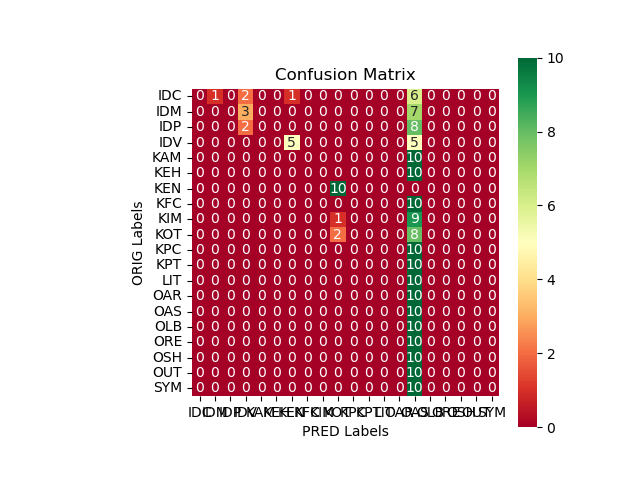 Confusion Matrix
IDC 0 1 0 2 0 0 1 0 0 0 0 0 0 0 6 0 0 0 0 0
IDM 0 0 0 3 0 0 0 0 0 0 0 0 0 0 7 0 0 0 0 0
IDP 0 0 0 2 0 0 0 0 0 0 0 0 0 0 8 0 0 0 0 0
IDV 0 0 0 0 0 0 5 0 0 0 0 0 0 0 5 0 0 0 0 0
KAM 0 0 0 0 0 0 0 0 0 0 0 0 0 0 10 0 0 0 0 0
KEH 0 0 0 0 0 0 0 0 0 0 0 0 0 0 10 0 0 0 0 0
KEN 0 0 0 0 0 0 0 0 0 10 0 0 0 0 0 0 0 0 0 0
KFC 0 0 0 0 0 0 0 0 0 0 0 0 0 0 10 0 0 0 0 0
KIM 0 0 0 0 0 0 0 0 0 1 0 0 0 0 9 0 0 0 0 0
KOT 0 0 0 0 0 0 0 0 0 2 0 0 0 0 8 0 0 0 0 0
KPC 0 0 0 0 0 0 0 0 0 0 0 0 0 0 10 0 0 0 0 0
KPT 0 0 0 0 0 0 0 0 0 0 0 0 0 0 10 0 0 0 0 0
LIT 0 0 0 0 0 0 0 0 0 0 0 0 0 0 10 0 0 0 0 0
OAR 0 0 0 0 0 0 0 0 0 0 0 0 0 0 10 0 0 0 0 0
OAS 0 0 0 0 0 0 0 0 0 0 0 0 0 0 10 0 0 0 0 0
OLB 0 0 0 0 0 0 0 0 0 0 0 0 0 0 10 0 0 0 0 0
ORE 0 0 0 0 0 0 0 0 0 0 0 0 0 0 10 0 0 0 0 0
OSH 0 0 0 0 0 0 0 0 0 0 0 0 0 0 10 0 0 0 0 0
OUT 0 0 0 0 0 0 0 0 0 0 0 0 0 0 10 0 0 0 0 0
SYM 0 0 0 0 0 0 0 0 0 0 0 0 0 0 10 0 0 0 0 0
IDC IDM IDP IDV KAM KEH KEN KFC KIM KOT KPC KPT LIT OAR OAS OLB ORE OSH OUT SYM
PRED Labels
ORIG Labels
10
8
6
4
2
0